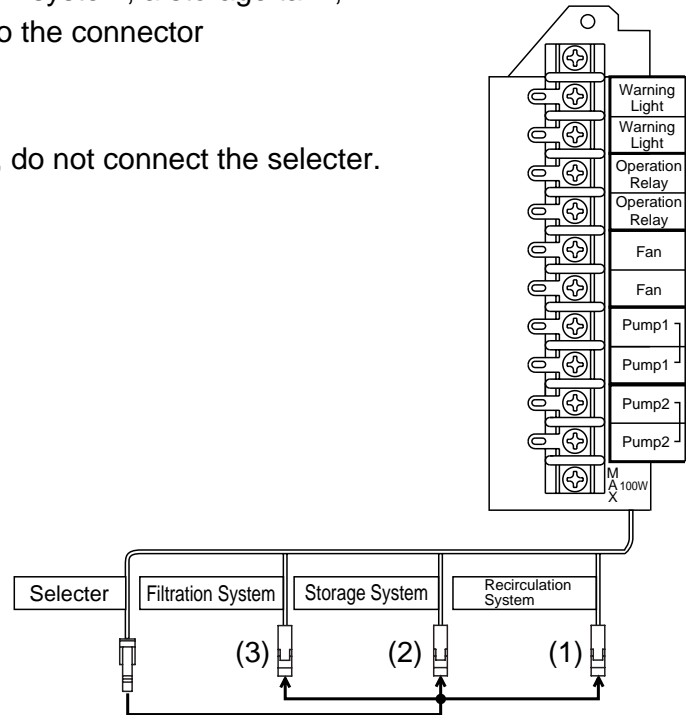 system, a storage tank,
o the connector
do not connect the selecter.
Warning
Light
Warning
Light
Operation
Relay
Operation
Relay
Fan
Fan
Pump1
Pump1
Pump2
Pump2
MAX 100W
Selecter
Filtration System
Storage System
Recirculation
System
(3)
(2)
(1)